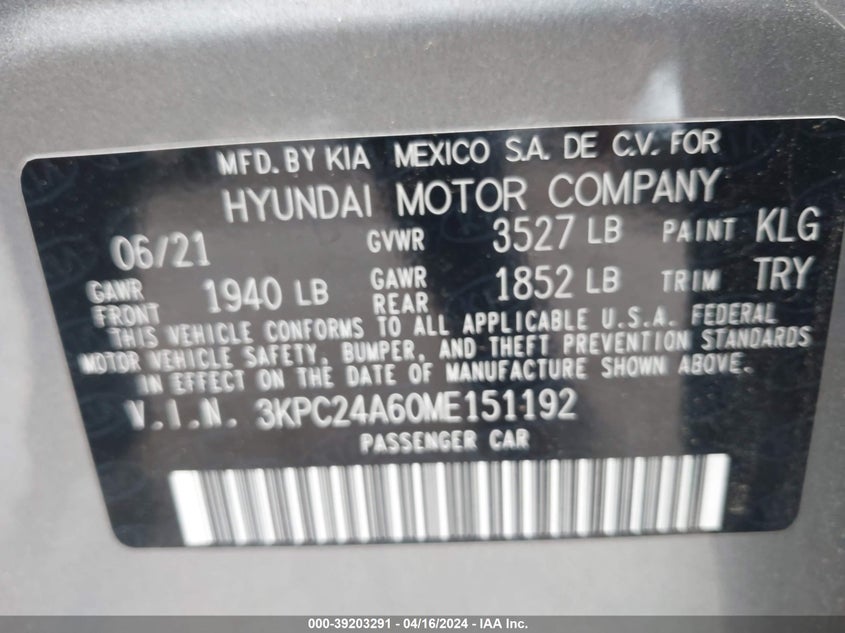 MFD. BY KIA MEXICO S.A. DE C.V. FOR
HYUNDAI MOTOR COMPANY
06/21 GVWR 3527 LB PAINT KLG
GAWR FRONT 1940 LB GAWR REAR 1852 LB TRIM TRY
THIS VEHICLE CONFORMS TO ALL APPLICABLE U.S.A. FEDERAL
MOTOR VEHICLE SAFETY, BUMPER, AND THEFT PREVENTION STANDARDS
IN EFFECT ON THE DATE OF MANUFACTURE SHOWN ABOVE.
V.I.N. 3KPC24A60ME151192
PASSENGER CAR
000-39203291 - 04/16/2024 - IAA Inc.